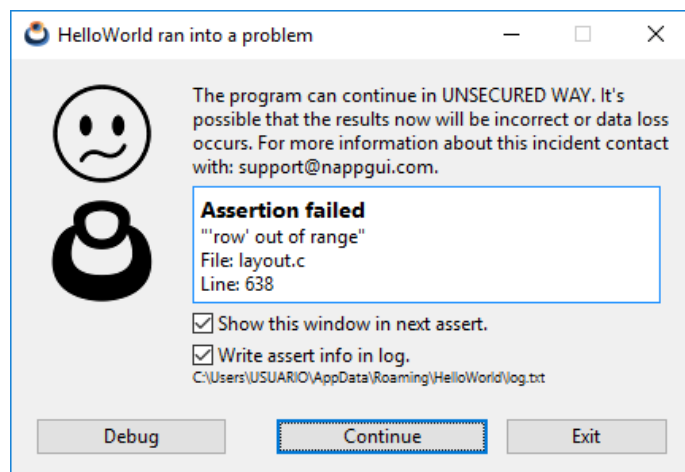 HelloWorld ran into a problem
The program can continue in UNSECURED WAY. It's
possible that the results now will be incorrect or data loss
occurs. For more information about this incident contact
with: support@nappgui.com.
Assertion failed
"'row' out of range"
File: layout.c
Line: 638
Show this window in next assert.
Write assert info in log.
C:\Users\USUARIO\AppData\Roaming\HelloWorld\log.txt
Debug
Continue
Exit